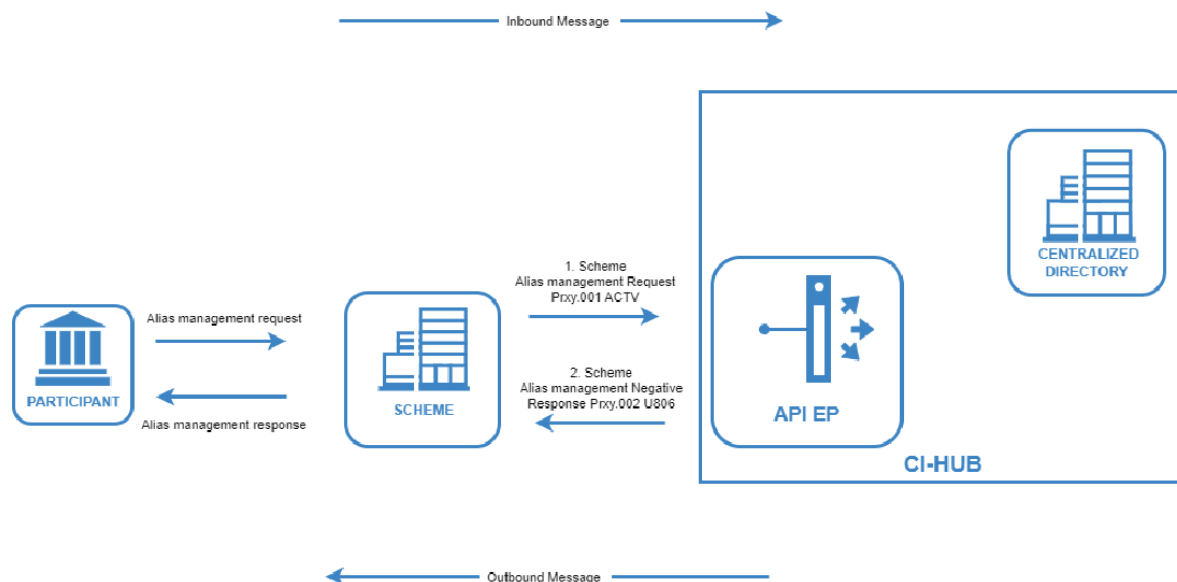 Inbound Message
CENTRALIZED
DIRECTORY
1. Scheme
Alias management Request
Prxy.001 ACTV
Alias management request
2. Scheme
Alias management Negative
Response Prxy.002 U806
PARTICIPANT
SCHEME
API EP
Alias management response
CI-HUB
Outbound Message